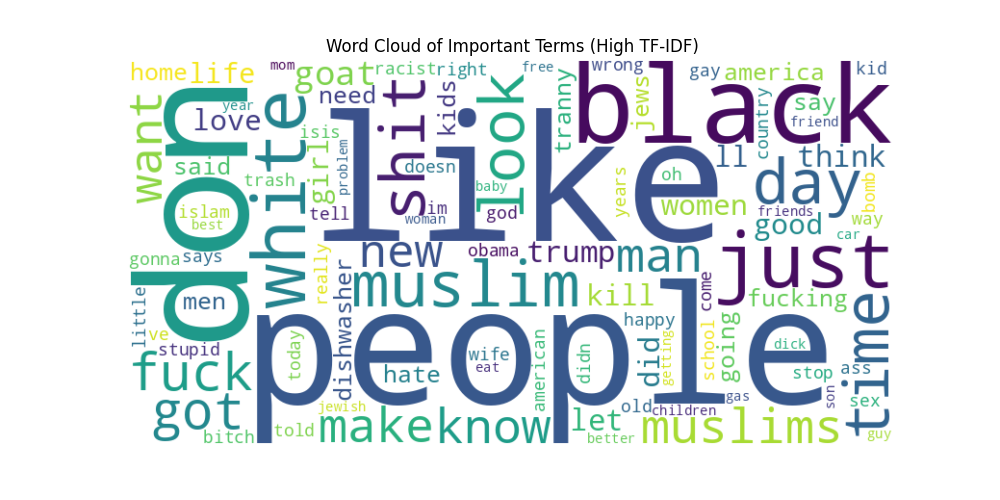 Word Cloud of Important Terms (High TF-IDF)
mom
free
wrong
home
life
goat
racist
right
gay
america
kid
year
need
kids
look
tranny
jews
black
country
say
friend
love
want
don
white
isis
shit
like
ll
think
said
girls
problem
doesn
oh
day
bomb
trash
baby
years
women
islam
best
tell
im
woman
god
friends
good
way
car
gonna
says
really
new
obama
trump
man
just
men
dishwasher
muslim
kill
come
fucking
little
ve
stupid
people
happy
time
today
wife
eat
american
didn
did
getting
school
going
dick
fuck
hate
stop
ass
got
jewish
gas
son
sex
bitch
told
make
know
let
old
children
better
muslims
guy